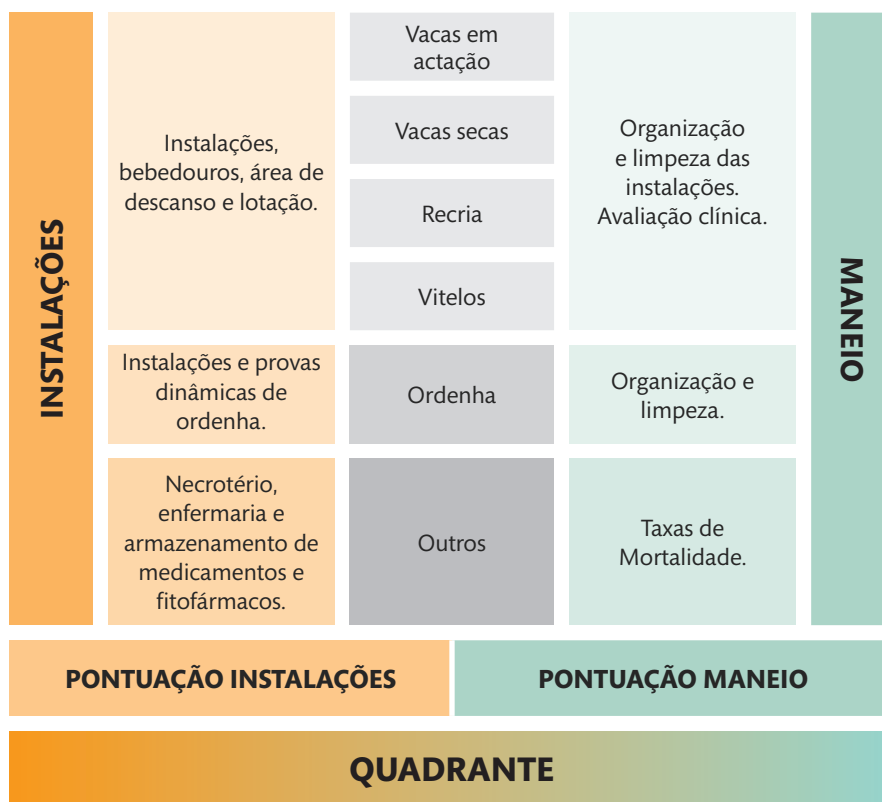 INSTALAÇÕES
Instalações,
bebedouros, área de
descanso e lotação.
Vacas em
actação
Vacas secas
Recria
Vitelos
Organização
e limpeza das
instalações.
Avaliação clínica.
MANEIO
Instalações e provas
dinâmicas de
ordenha.
Ordenha
Organização e
limpeza.
Necrotério,
enfermaria e
armazenamento de
medicamentos e
fitofármacos.
Outros
Taxas de
Mortalidade.
PONTUAÇÃO INSTALAÇÕES
PONTUAÇÃO MANEIO
QUADRANTE